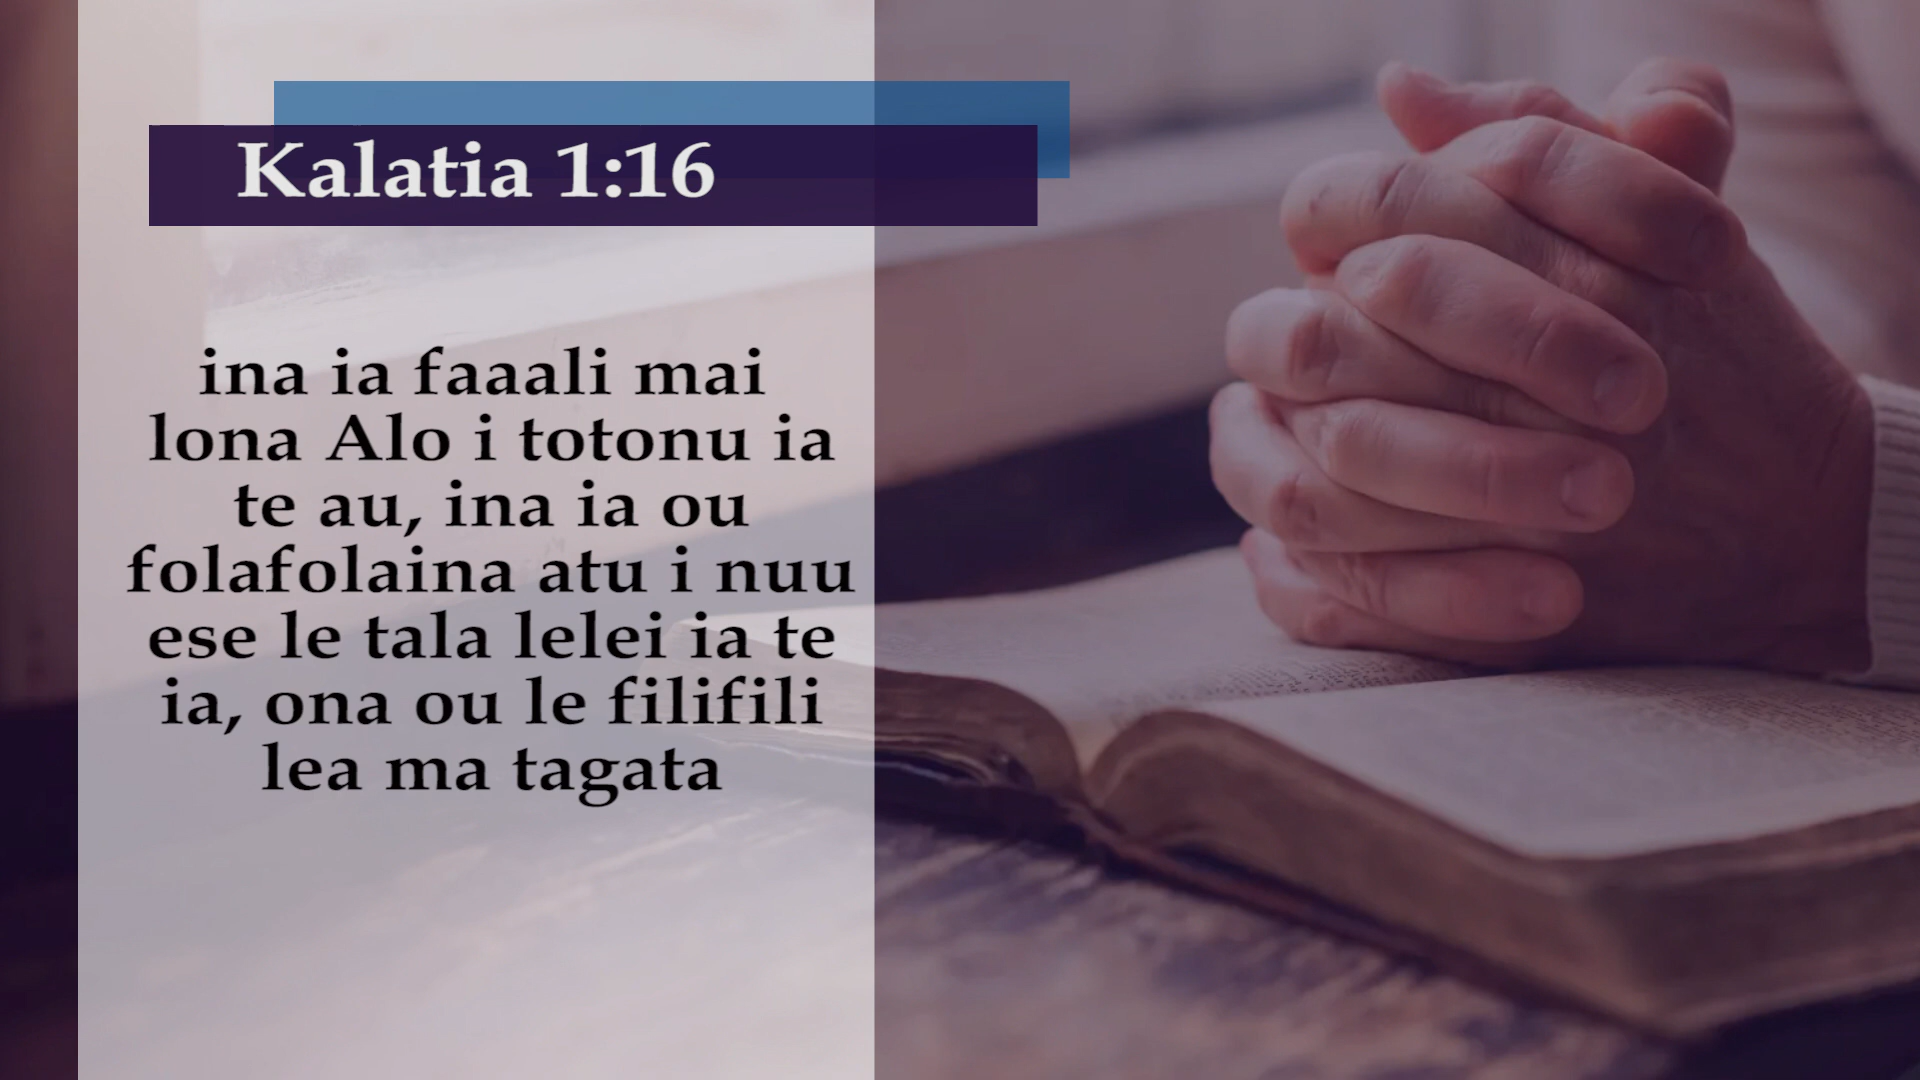 Kalatia 1:16
ina ia faaali mai
lona Alo i totonu ia
te au, ina ia ou
folafolaina atu i nuu
ese le tala lelei ia te
ia, ona ou le filifili
lea ma tagata